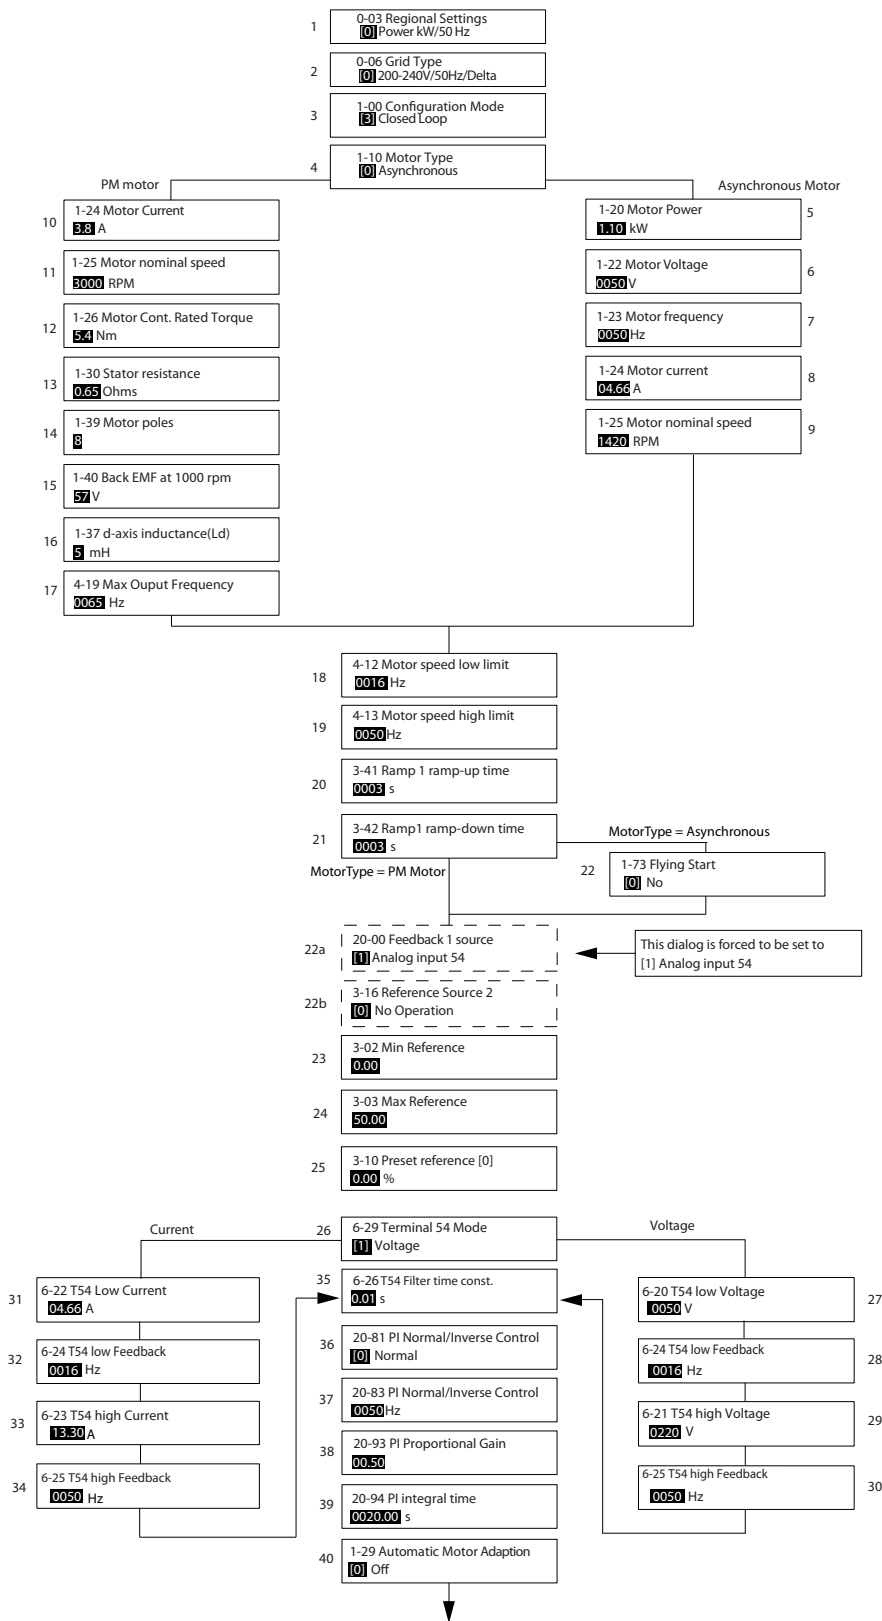 1
0-03 Regional Settings
[0] Power kW/50 Hz
2
0-06 Grid Type
[0] 200-240V/50Hz/Delta
3
1-00 Configuration Mode
[3] Closed Loop
4
1-10 Motor Type
[0] Asynchronous
PM motor
Asynchronous Motor
10
1-24 Motor Current
3.8 A
11
1-25 Motor nominal speed
3000 RPM
12
1-26 Motor Cont. Rated Torque
5.4 Nm
13
1-30 Stator resistance
0.65 Ohms
14
1-39 Motor poles
8
15
1-40 Back EMF at 1000 rpm
57 V
16
1-37 d-axis inductance(Ld)
5 mH
17
4-19 Max Ouput Frequency
0065 Hz
1-20 Motor Power
1.10 kW
5
1-22 Motor Voltage
0050 V
6
1-23 Motor frequency
0050 Hz
7
1-24 Motor current
04.66 A
8
1-25 Motor nominal speed
1420 RPM
9
18
4-12 Motor speed low limit
0016 Hz
19
4-13 Motor speed high limit
0050 Hz
20
3-41 Ramp 1 ramp-up time
0003 s
21
3-42 Ramp1 ramp-down time
0003 s
MotorType = Asynchronous
22
1-73 Flying Start
[0] No
MotorType = PM Motor
22a
20-00 Feedback 1 source
[1] Analog input 54
This dialog is forced to be set to
[1] Analog input 54
22b
3-16 Reference Source 2
[0] No Operation
23
3-02 Min Reference
0.00
24
3-03 Max Reference
50.00
25
3-10 Preset reference [0]
0.00 %
Current
26
6-29 Terminal 54 Mode
[1] Voltage
Voltage
31
6-22 T54 Low Current
04.66 A
32
6-24 T54 low Feedback
0016 Hz
33
6-23 T54 high Current
13.30 A
34
6-25 T54 high Feedback
0050 Hz
35
6-26 T54 Filter time const.
0.01 s
36
20-81 PI Normal/Inverse Control
[0] Normal
37
20-83 PI Normal/Inverse Control
0050 Hz
38
20-93 PI Proportional Gain
00.50
39
20-94 PI integral time
0020.00 s
40
1-29 Automatic Motor Adaption
[0] Off
6-20 T54 low Voltage
0050 V
27
6-24 T54 low Feedback
0016 Hz
28
6-21 T54 high Voltage
0220 V
29
6-25 T54 high Feedback
0050 Hz
30